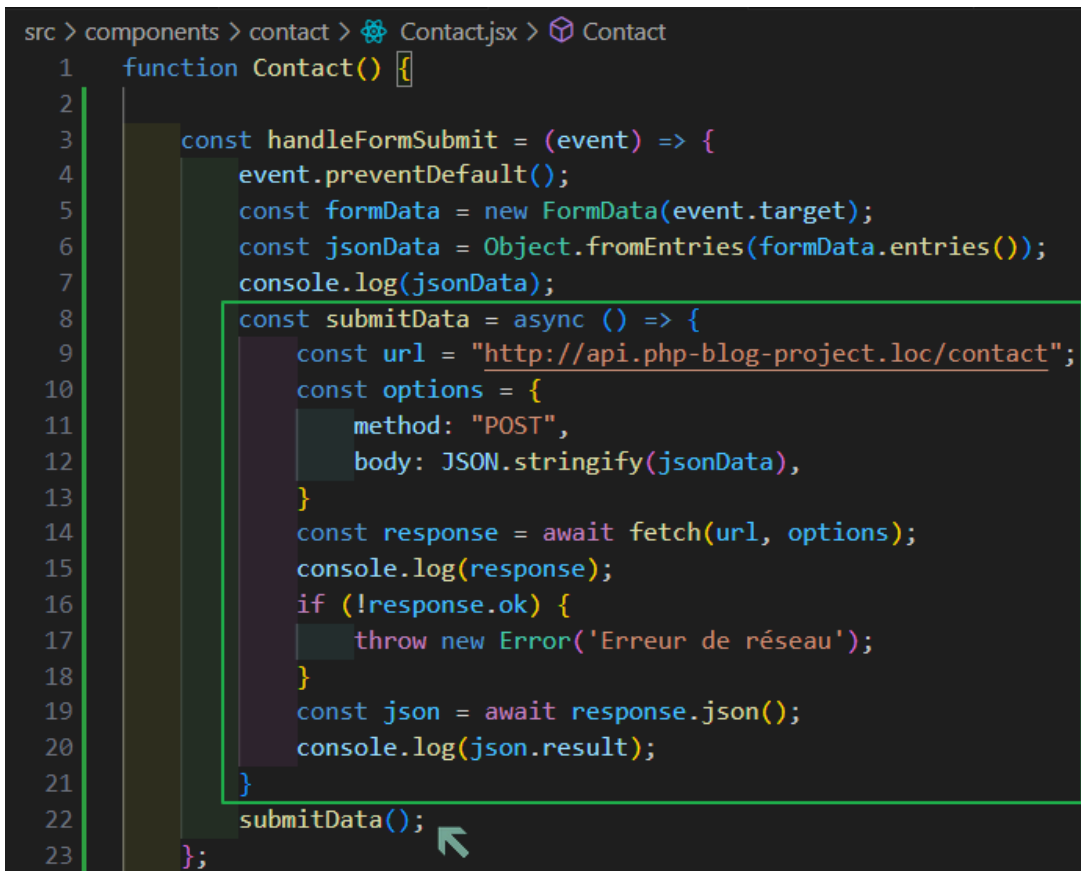 src > components > contact > Contact.jsx > Contact
1 function Contact() {
2
3 const handleFormSubmit = (event) => {
4 event.preventDefault();
5 const formData = new FormData(event.target);
6 const jsonData = Object.fromEntries(formData.entries());
7 console.log(jsonData);
8 const submitData = async () => {
9 const url = "http://api.php-blog-project.loc/contact";
10 const options = {
11 method: "POST",
12 body: JSON.stringify(jsonData),
13 }
14 const response = await fetch(url, options);
15 console.log(response);
16 if (!response.ok) {
17 throw new Error('Erreur de réseau');
18 }
19 const json = await response.json();
20 console.log(json.result);
21 }
22 submitData();
23 };